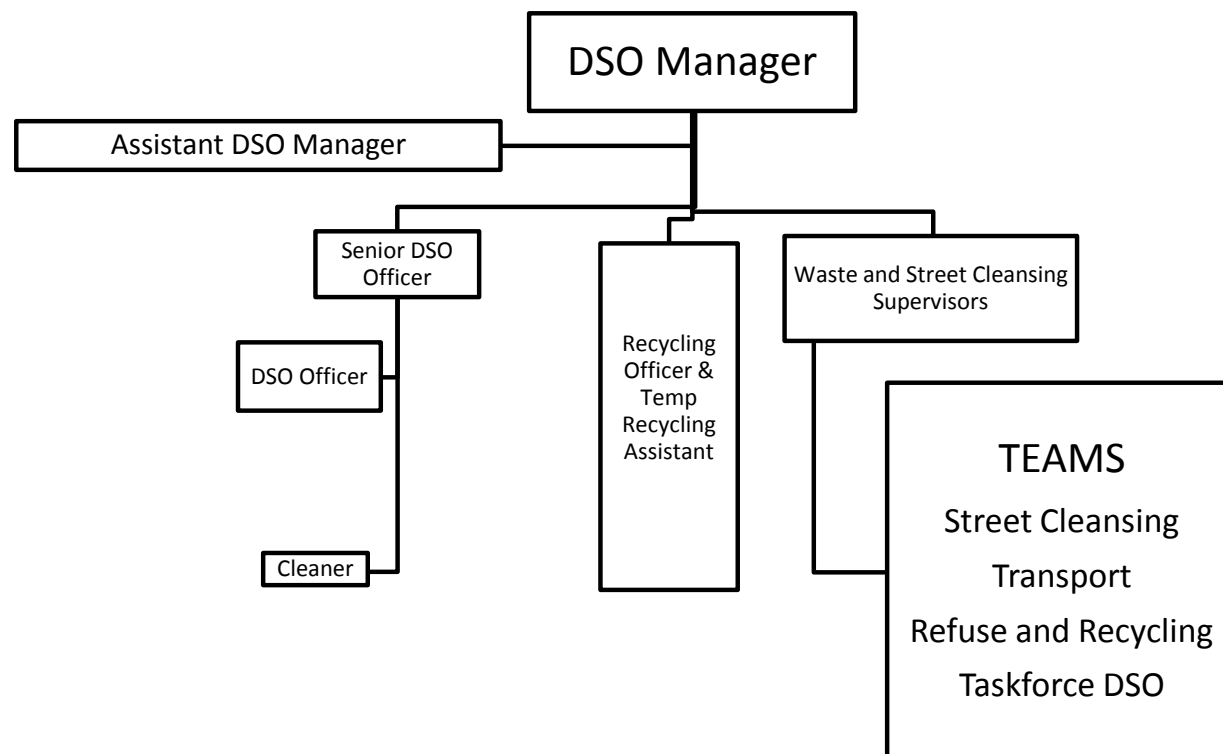 DSO Manager
Assistant DSO Manager
Senior DSO
Officer
DSO Officer
Cleaner
Recycling
Officer &
Temp
Recycling
Assistant
Waste and Street Cleansing
Supervisors
TEAMS
Street Cleansing
Transport
Refuse and Recycling
Taskforce DSO